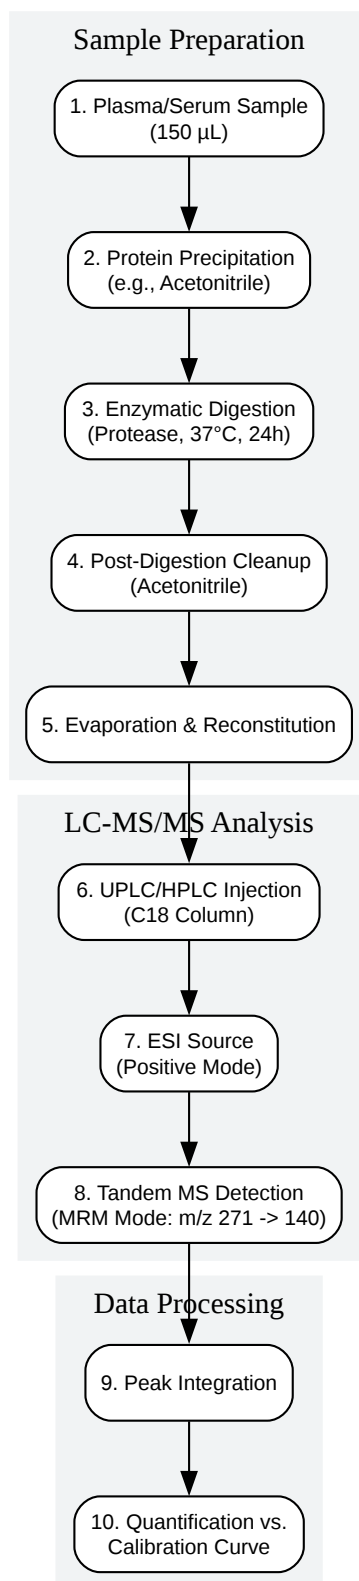 Sample Preparation
1. Plasma/Serum Sample
(150 µL)
2. Protein Precipitation
(e.g., Acetonitrile)
3. Enzymatic Digestion
(Protease, 37°C, 24h)
4. Post-Digestion Cleanup
(Acetonitrile)
5. Evaporation & Reconstitution
LC-MS/MS Analysis
6. UPLC/HPLC Injection
(C18 Column)
7. ESI Source
(Positive Mode)
8. Tandem MS Detection
(MRM Mode: m/z 271 -> 140)
Data Processing
9. Peak Integration
10. Quantification vs.
Calibration Curve